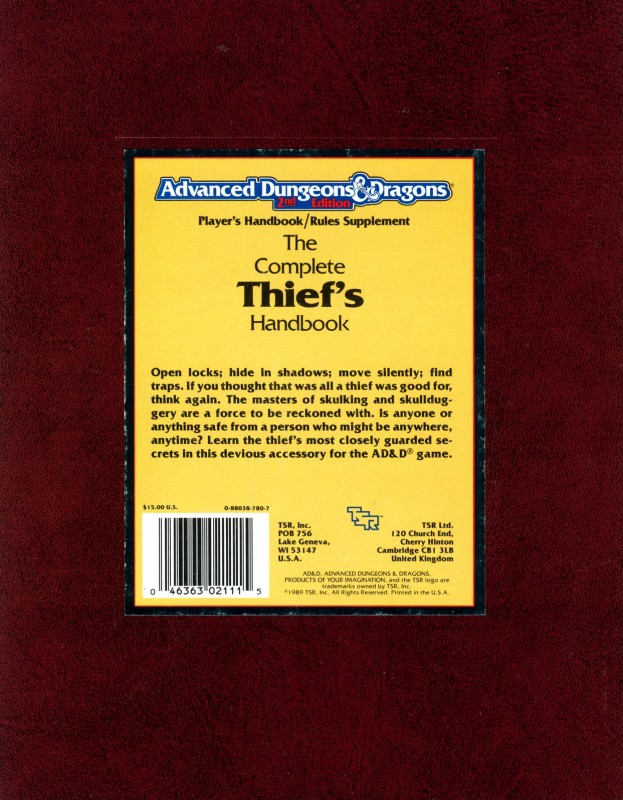 Advanced Dungeons & Dragons®
2nd Edition
Player's Handbook/Rules Supplement
The
Complete
Thief's
Handbook
Open locks; hide in shadows; move silently; find
traps. If you thought that was all a thief was good for,
think again. The masters of skulking and skulldug-
gery are a force to be reckoned with. Is anyone or
anything safe from a person who might be anywhere,
anytime? Learn the thief's most closely guarded se-
crets in this devious accessory for the AD&D® game.
$15.00 U.S. 0-88038-780-7
0 46363 02111 5
TSR, Inc.
POB 756
Lake Geneva,
WI 53147
U.S.A.
TSR
TSR Ltd.
120 Church End,
Cherry Hinton
Cambridge CB1 3LB
United Kingdom
AD&D, ADVANCED DUNGEONS & DRAGONS,
PRODUCTS OF YOUR IMAGINATION, and the TSR logo are
trademarks owned by TSR, Inc.
©1989 TSR, Inc. All Rights Reserved. Printed in the U.S.A.